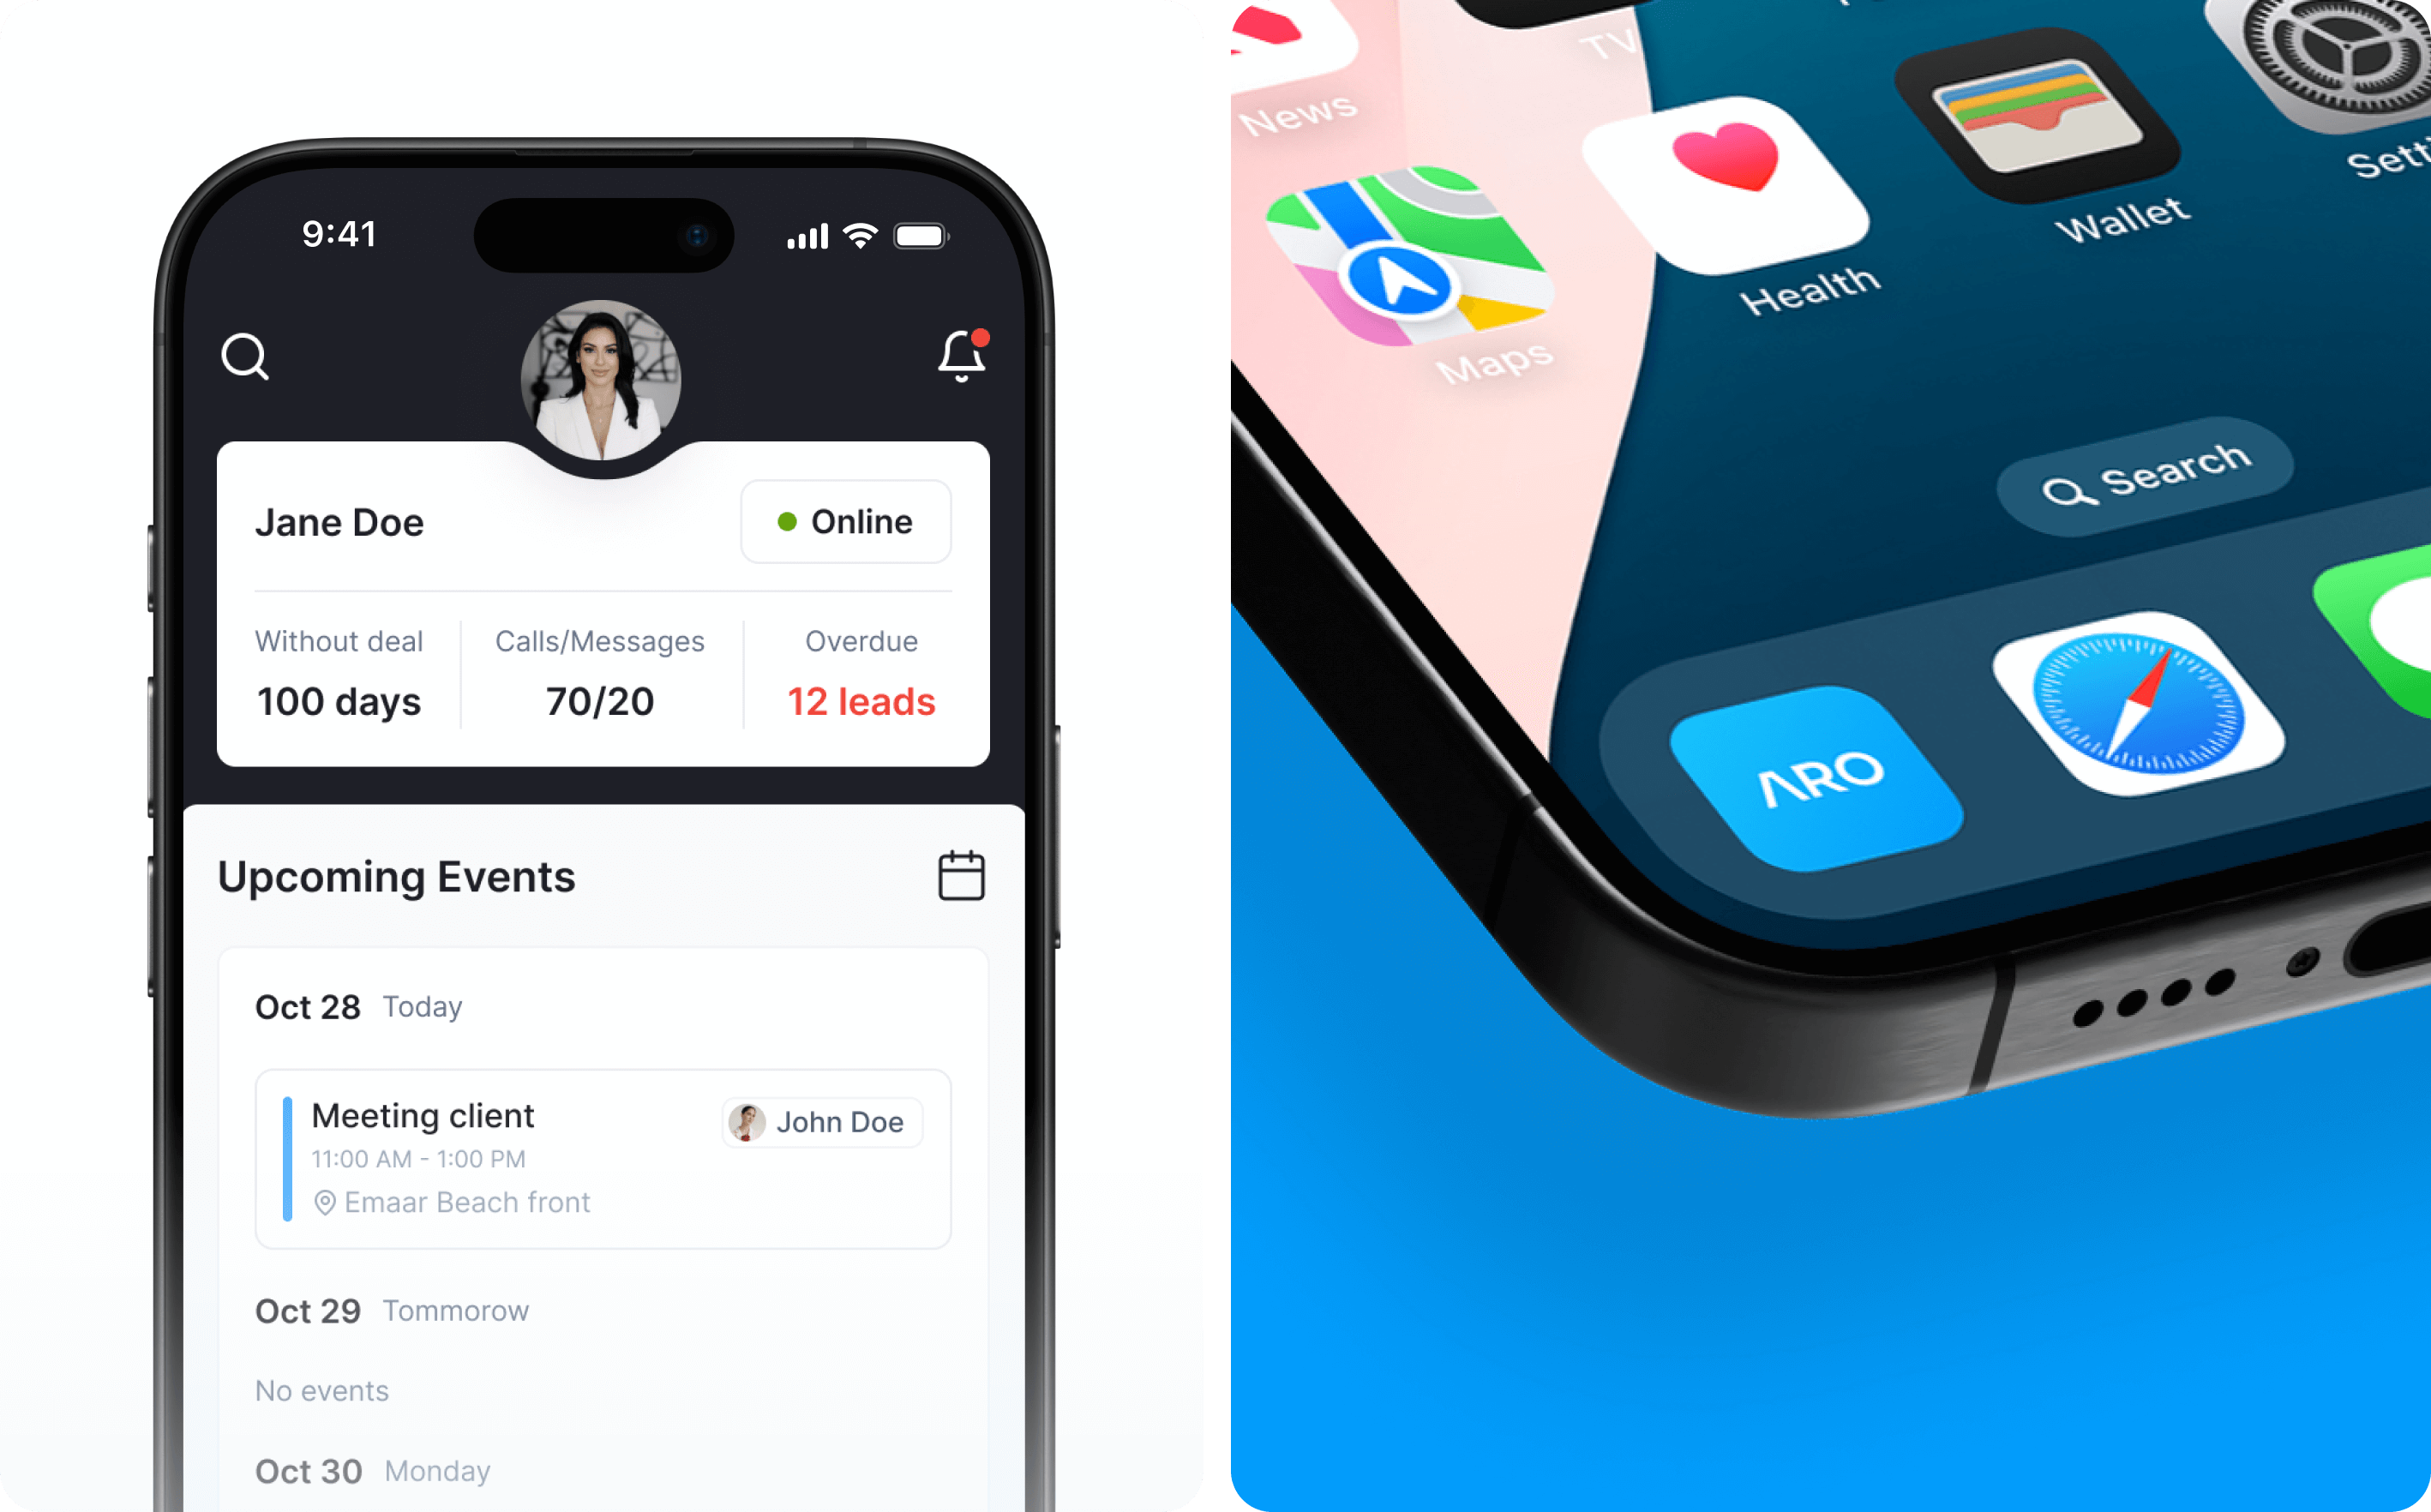 9:41
Jane Doe
Online
Without deal
100 days
Calls/Messages
70/20
Overdue
12 leads
Upcoming Events
Oct 28 Today
Meeting client
John Doe
11:00 AM - 1:00 PM
Emaar Beach front
Oct 29 Tommorow
No events
Oct 30 Monday
TV
News
Maps
Health
Wallet
Search
ARO